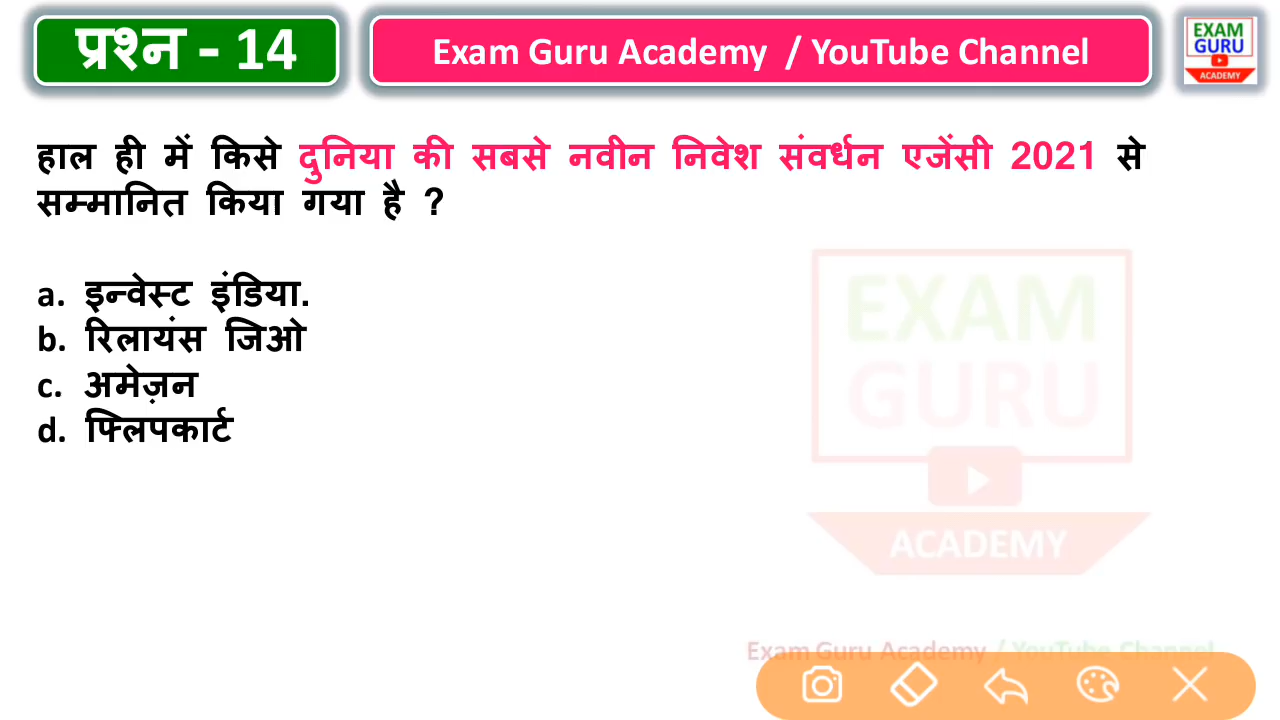 प्रश्न - 14
Exam Guru Academy / YouTube Channel
EXAM
GURU
ACADEMY
हाल ही में किसे दुनिया की सबसे नवीन निवेश संवर्धन एजेंसी 2021 से
सम्मानित किया गया है ?
a. इन्वेस्ट इंडिया.
b. रिलायंस जिओ
c. अमेज़न
d. फ्लिपकार्ट
EXAM
GURU
ACADEMY
Exam Guru Academy / YouTube Channel